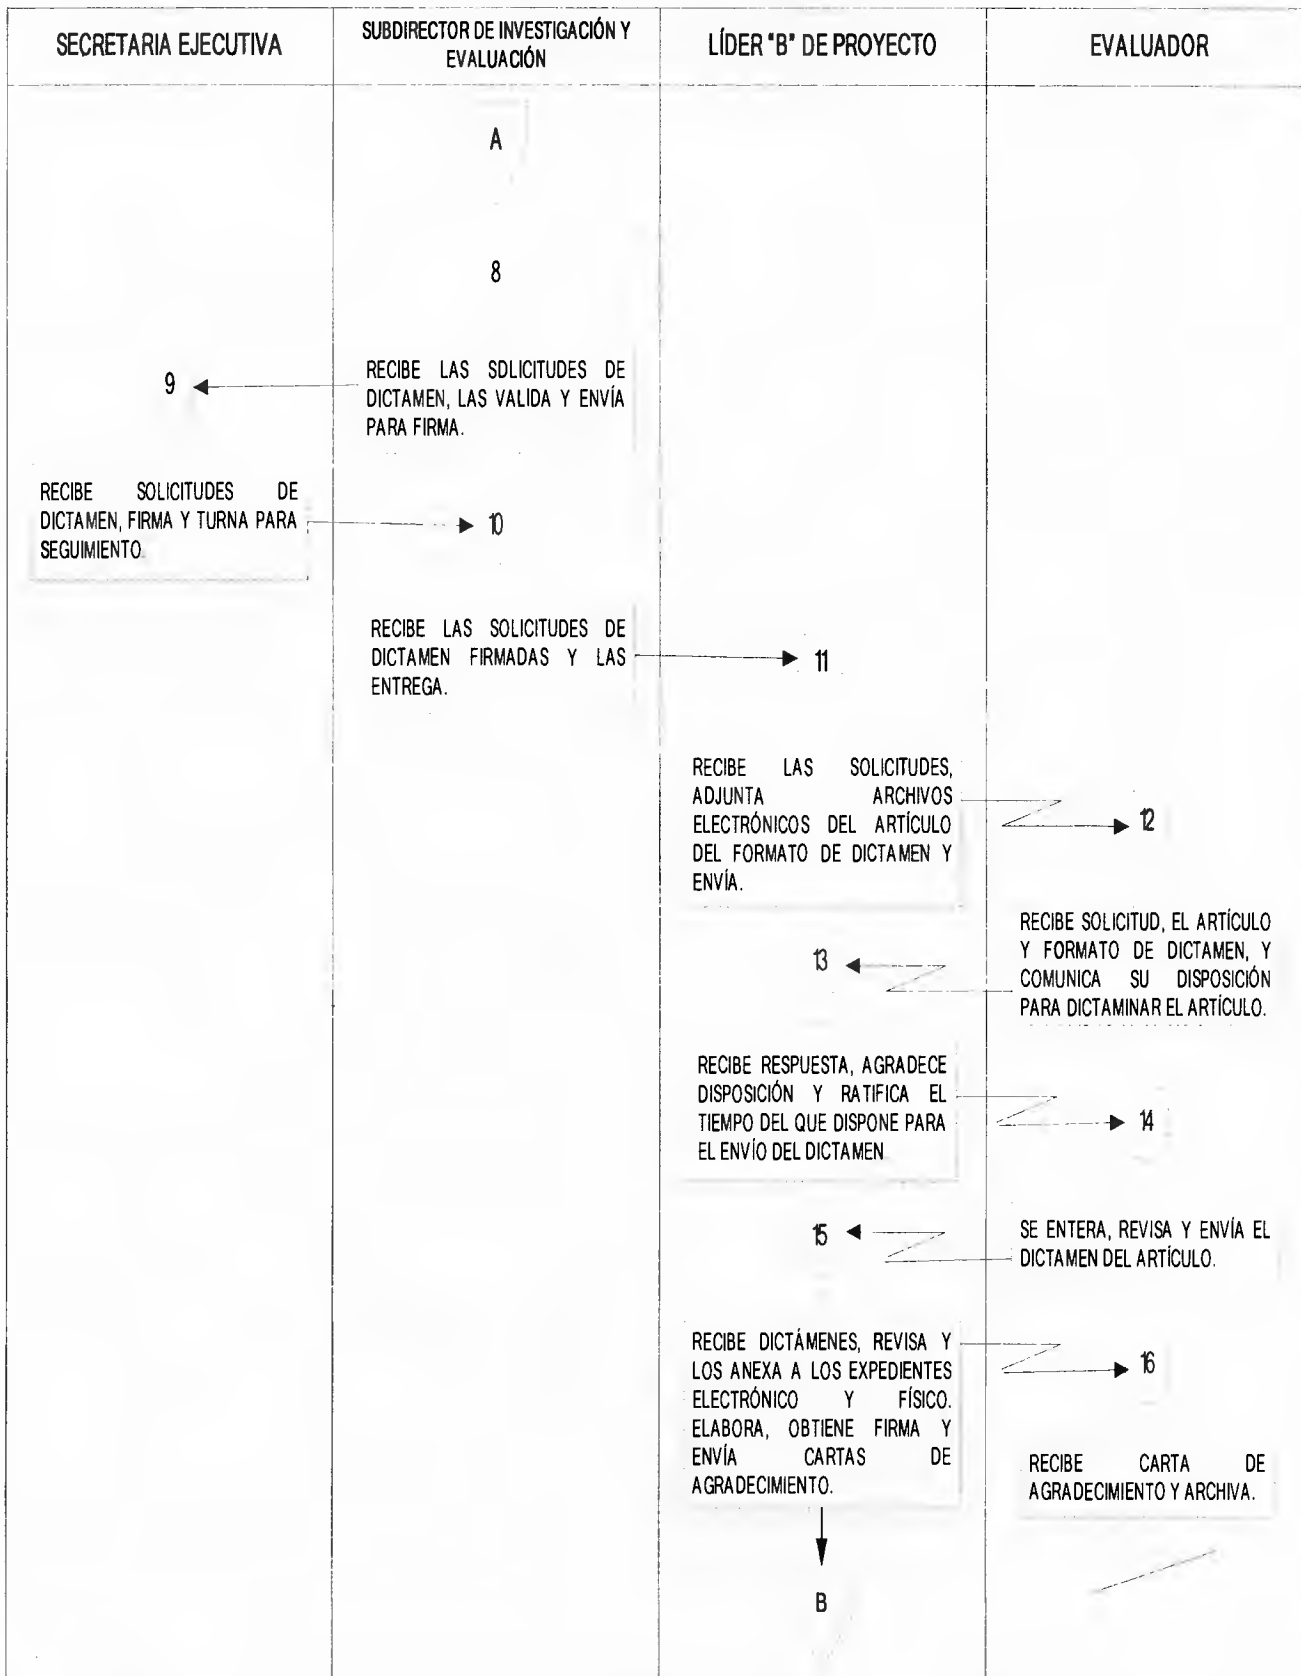 SECRETARIA EJECUTIVA
SUBDIRECTOR DE INVESTIGACIÓN Y
EVALUACIÓN
LÍDER "B" DE PROYECTO
EVALUADOR
A
8
RECIBE LAS SOLICITUDES DE
DICTAMEN, LAS VALIDA Y ENVÍA
PARA FIRMA.
9
RECIBE SOLICITUDES DE
DICTAMEN, FIRMA Y TURNA PARA
SEGUIMIENTO.
10
RECIBE LAS SOLICITUDES DE
DICTAMEN FIRMADAS Y LAS
ENTREGA.
11
RECIBE LAS SOLICITUDES,
ADJUNTA ARCHIVOS
ELECTRÓNICOS DEL ARTÍCULO
DEL FORMATO DE DICTAMEN Y
ENVÍA.
12
RECIBE SOLICITUD, EL ARTÍCULO
Y FORMATO DE DICTAMEN, Y
COMUNICA SU DISPOSICIÓN
PARA DICTAMINAR EL ARTÍCULO.
13
RECIBE RESPUESTA, AGRADECE
DISPOSICIÓN Y RATIFICA EL
TIEMPO DEL QUE DISPONE PARA
EL ENVÍO DEL DICTAMEN
14
SE ENTERA, REVISA Y ENVÍA EL
DICTAMEN DEL ARTÍCULO.
15
RECIBE DICTÁMENES, REVISA Y
LOS ANEXA A LOS EXPEDIENTES
ELECTRÓNICO Y FÍSICO.
ELABORA, OBTIENE FIRMA Y
ENVÍA CARTAS DE
AGRADECIMIENTO.
16
RECIBE CARTA DE
AGRADECIMIENTO Y ARCHIVA.
B